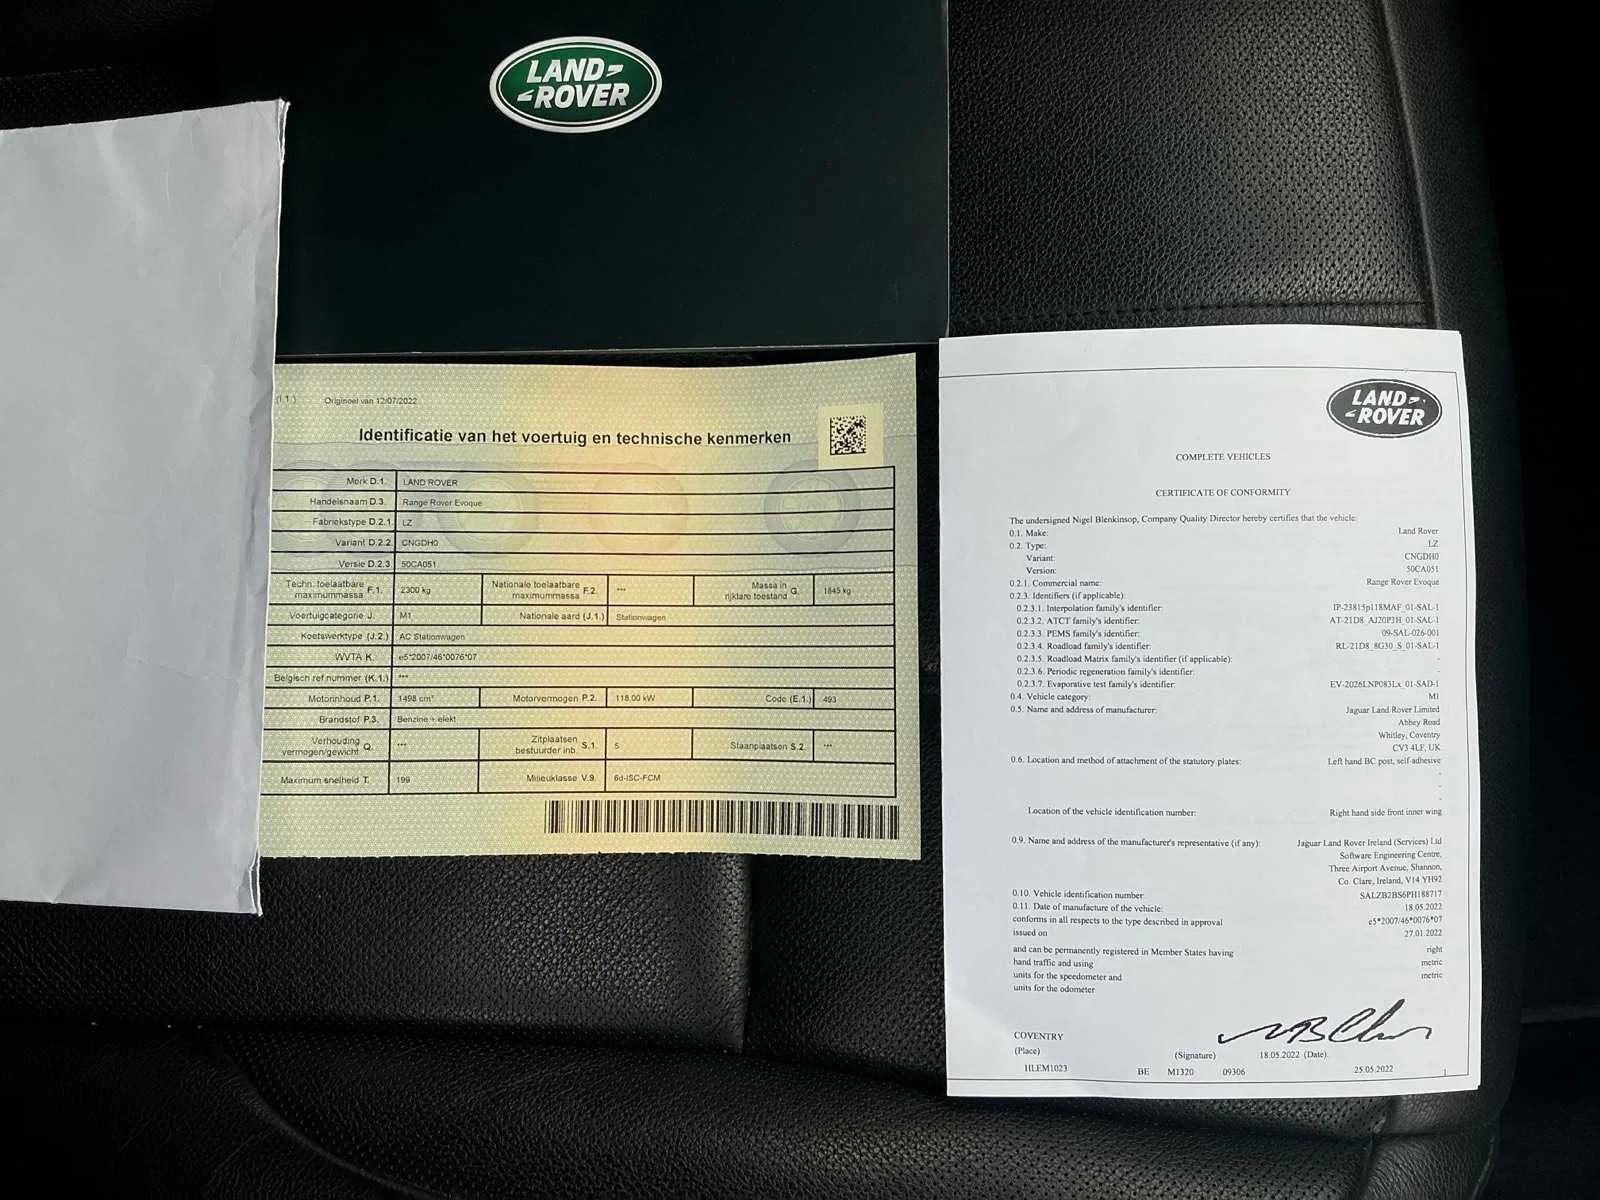 LAND-
-ROVER
(I.1.) Origineel van 12/07/2022
Identificatie van het voertuig en technische kenmerken
Merk D.1. LAND ROVER
Handelsnaam D.3. Range Rover Evoque
Fabriekstype D.2.1. LZ
Variant D.2.2. CNGDH0
Versie D.2.3. 50CA051
Techn. toelaatbare maximummassa F.1. 2300 kg Nationale toelaatbare maximummassa F.2. *** Massa in rijklare toestand G. 1845 kg
Voertuigcategorie J. M1 Nationale aard (J.1.) Stationwagen
Koetswerktype (J.2.) AC Stationwagen
WVTA K. e5*2007/46*0076*07
Belgisch ref.nummer (K.1.) ***
Motorinhoud P.1. 1498 cm³ Motorvermogen P.2. 118,00 kW Code (E.1.) 493
Brandstof P.3. Benzine + elekt
Verhouding vermogen/gewicht Q. *** Zitplaatsen bestuurder inb. S.1. 5 Staanplaatsen S.2. ***
Maximum snelheid T. 199 Milieuklasse V.9. 6d-ISC-FCM
LAND-
-ROVER
COMPLETE VEHICLES
CERTIFICATE OF CONFORMITY
The undersigned Nigel Blenkinsop, Company Quality Director hereby certifies that the vehicle:
0.1. Make: Land Rover
0.2. Type: LZ
Variant: CNGDH0
Version: 50CA051
0.2.1. Commercial name: Range Rover Evoque
0.2.3. Identifiers (if applicable):
0.2.3.1. Interpolation family's identifier: IP-23815p118MAF_01-SAL-1
0.2.3.2. ATCT family's identifier: AT-21D8_AJ20P3H_01-SAL-1
0.2.3.3. PEMS family's identifier: 09-SAL-026-001
0.2.3.4. Roadload family's identifier: RL-21D8_8G30_S_01-SAL-1
0.2.3.5. Roadload Matrix family's identifier (if applicable): -
0.2.3.6. Periodic regeneration family's identifier: -
0.2.3.7. Evaporative test family's identifier: EV-2026LNP083Lx_01-SAD-1
0.4. Vehicle category: M1
0.5. Name and address of manufacturer: Jaguar Land Rover Limited
Abbey Road
Whitley, Coventry
CV3 4LF, UK
0.6. Location and method of attachment of the statutory plates: Left hand BC post, self-adhesive
-
-
-
Location of the vehicle identification number: Right hand side front inner wing
0.9. Name and address of the manufacturer's representative (if any): Jaguar Land Rover Ireland (Services) Ltd
Software Engineering Centre,
Three Airport Avenue, Shannon,
Co. Clare, Ireland, V14 YH92
0.10. Vehicle identification number: SALZB2BS6PH188717
0.11. Date of manufacture of the vehicle: 18.05.2022
conforms in all respects to the type described in approval e5*2007/46*0076*07
issued on 27.01.2022
and can be permanently registered in Member States having right
hand traffic and using metric
units for the speedometer and metric
units for the odometer
COVENTRY
(Place) (Signature) 18.05.2022 (Date).
HLEM1023 BE M1320 09306 25.05.2022 1